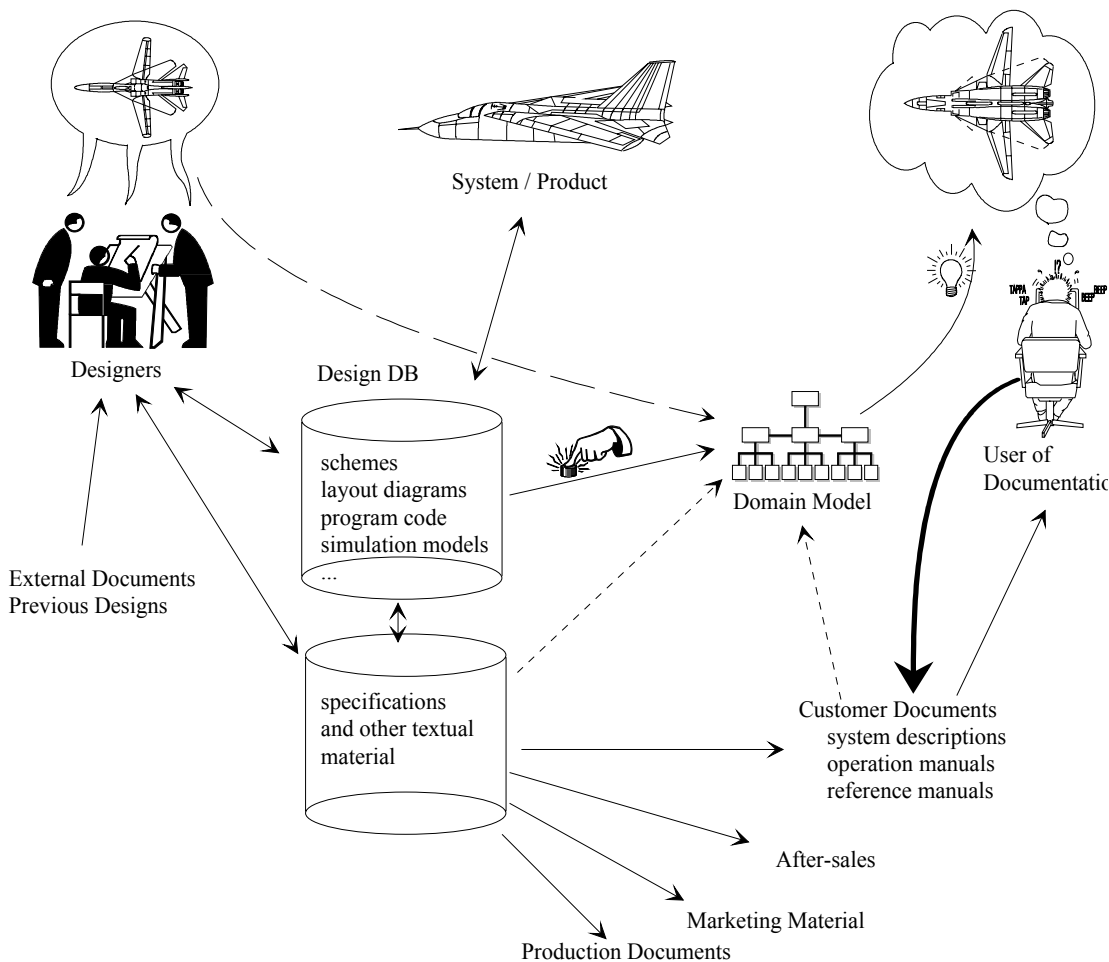 System / Product
!?
TAPPA
TAP
BEEP
BEEP
Designers
Design DB
schemes
layout diagrams
program code
simulation models
...
Domain Model
User of
Documentatio
External Documents
Previous Designs
specifications
and other textual
material
Customer Documents
system descriptions
operation manuals
reference manuals
After-sales
Marketing Material
Production Documents